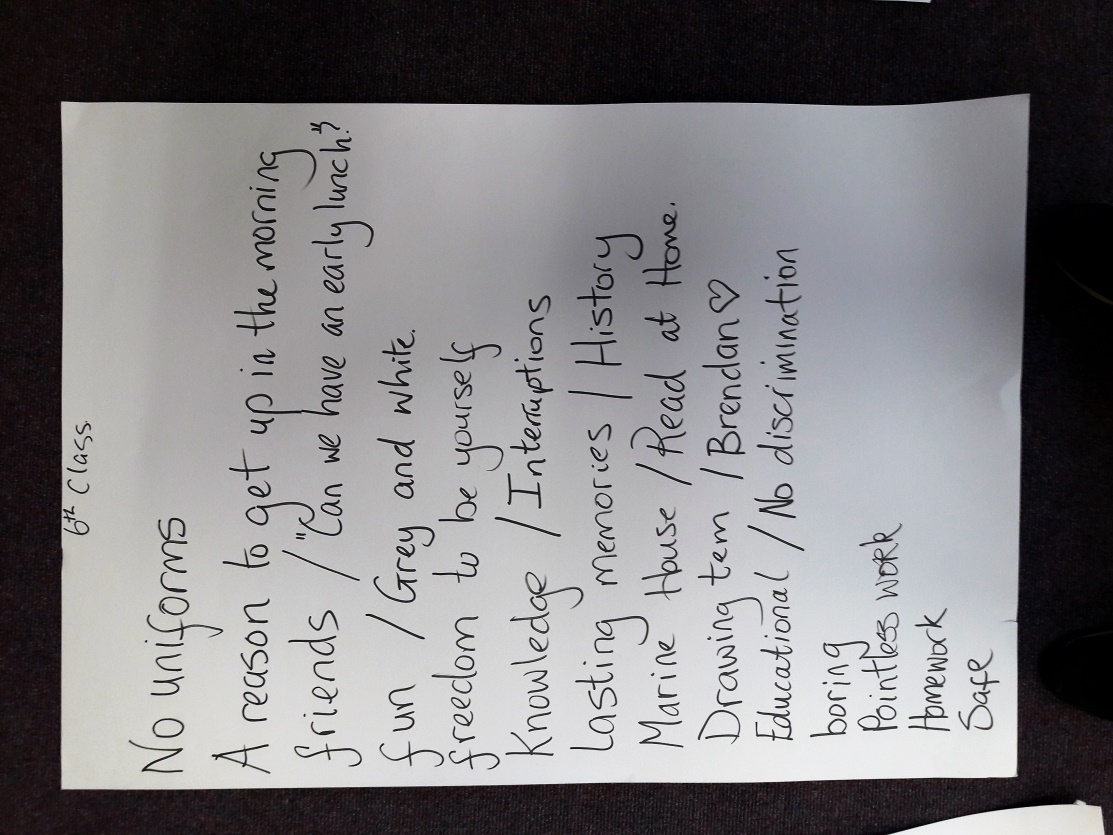 6th Class
No uniforms
A reason to get up in the morning
friends / "Can we have an early lunch?"
fun / Grey and white.
freedom to be yourself
Knowledge / Interruptions
Lasting memories / History
Marine House / Read at Home.
Drawing tem / Brendan♡
Educational / No discrimination
boring
Pointless work
Homework
Safe